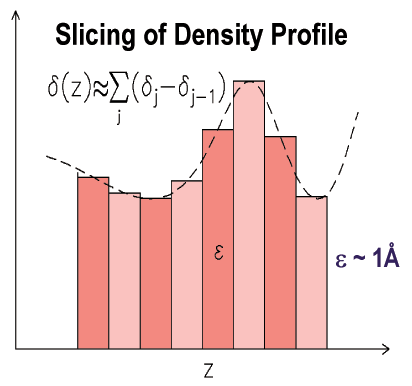 Slicing of Density Profile
δ(z)≈∑(δj−δj−1)
j
ε
ε ~ 1Å
z